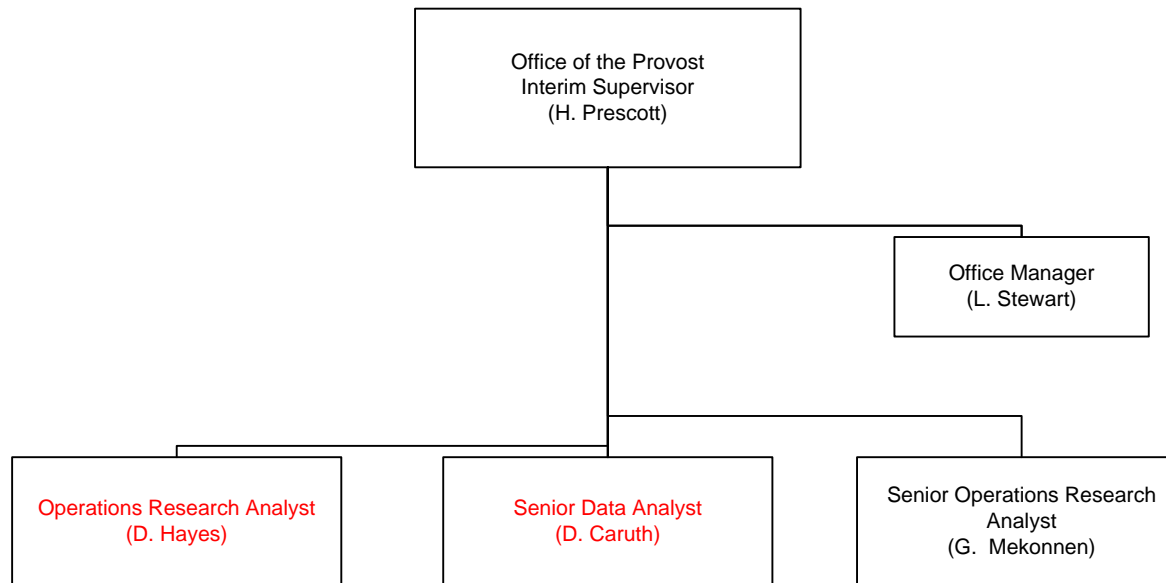 Office of the Provost
Interim Supervisor
(H. Prescott)
Office Manager
(L. Stewart)
Operations Research Analyst
(D. Hayes)
Senior Data Analyst
(D. Caruth)
Senior Operations Research
Analyst
(G.  Mekonnen)